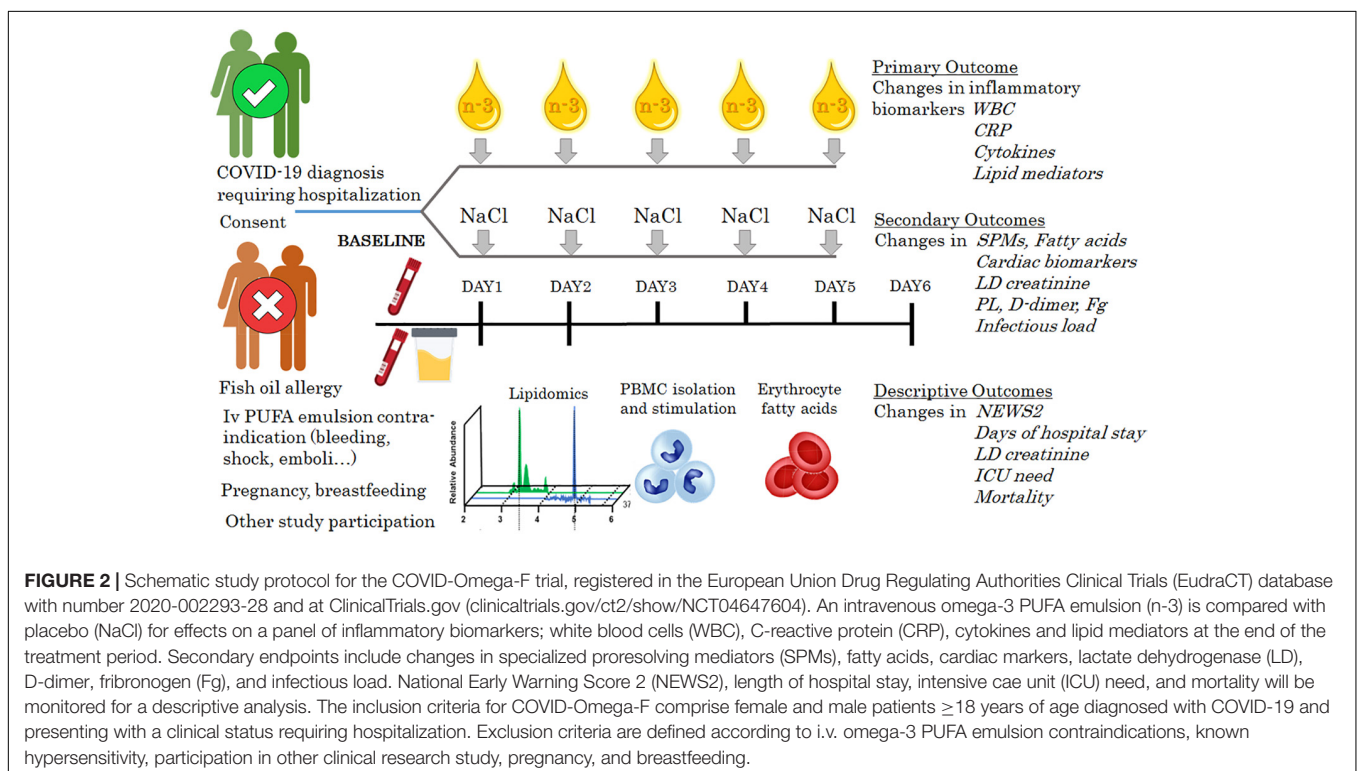 n-3 n-3 n-3 n-3 n-3
Primary Outcome
Changes in inflammatory
biomarkers WBC
CRP
Cytokines
Lipid mediators
COVID-19 diagnosis
requiring hospitalization
Consent
BASELINE
NaCl NaCl NaCl NaCl NaCl
Secondary Outcomes
Changes in SPMs, Fatty acids
Cardiac biomarkers
LD creatinine
PL, D-dimer, Fg
Infectious load
DAY1 DAY2 DAY3 DAY4 DAY5 DAY6
Fish oil allergy
Iv PUFA emulsion contra-
indication (bleeding,
shock, emboli...)
Pregnancy, breastfeeding
Other study participation
Lipidomics
Relative Abundance
2 3 4 5 6 37
PBMC isolation
and stimulation
Erythrocyte
fatty acids
Descriptive Outcomes
Changes in NEWS2
Days of hospital stay
LD creatinine
ICU need
Mortality
FIGURE 2 | Schematic study protocol for the COVID-Omega-F trial, registered in the European Union Drug Regulating Authorities Clinical Trials (EudraCT) database
with number 2020-002293-28 and at ClinicalTrials.gov (clinicaltrials.gov/ct2/show/NCT04647604). An intravenous omega-3 PUFA emulsion (n-3) is compared with
placebo (NaCl) for effects on a panel of inflammatory biomarkers; white blood cells (WBC), C-reactive protein (CRP), cytokines and lipid mediators at the end of the
treatment period. Secondary endpoints include changes in specialized proresolving mediators (SPMs), fatty acids, cardiac markers, lactate dehydrogenase (LD),
D-dimer, fribronogen (Fg), and infectious load. National Early Warning Score 2 (NEWS2), length of hospital stay, intensive cae unit (ICU) need, and mortality will be
monitored for a descriptive analysis. The inclusion criteria for COVID-Omega-F comprise female and male patients ≥18 years of age diagnosed with COVID-19 and
presenting with a clinical status requiring hospitalization. Exclusion criteria are defined according to i.v. omega-3 PUFA emulsion contraindications, known
hypersensitivity, participation in other clinical research study, pregnancy, and breastfeeding.